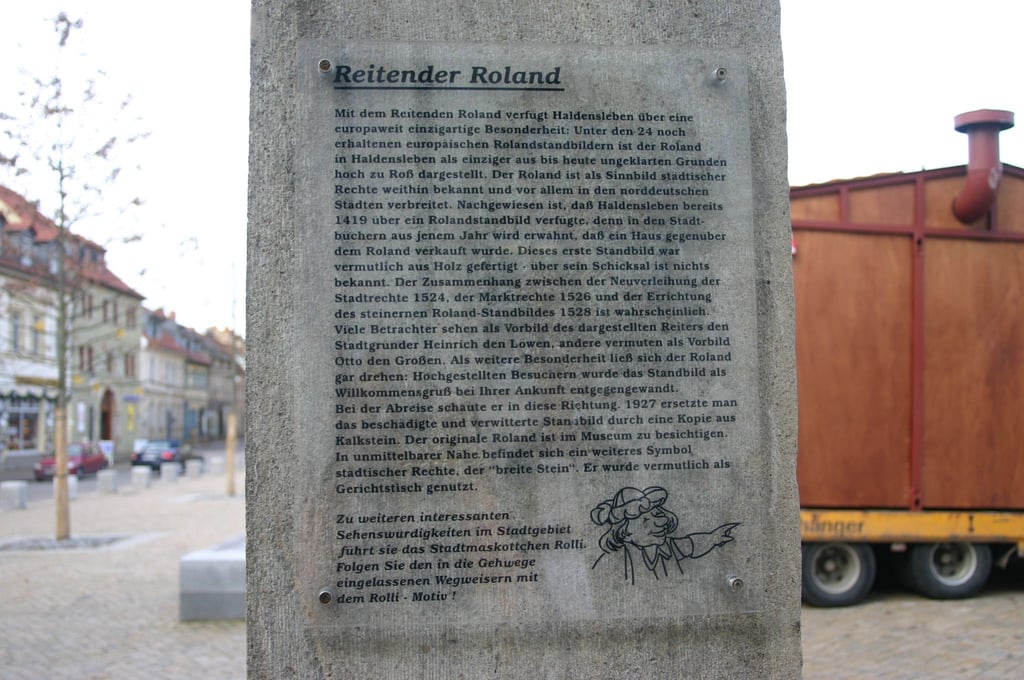 Reitender Roland
Mit dem Reitenden Roland verfügt Haldensleben über eine
europaweit einzigartige Besonderheit: Unter den 24 noch
erhaltenen europäischen Rolandstandbildern ist der Roland
in Haldensleben als einziger aus bis heute ungeklärten Gründen
hoch zu Roß dargestellt. Der Roland ist als Sinnbild städtischer
Rechte weithin bekannt und vor allem in den norddeutschen
Städten verbreitet. Nachgewiesen ist, daß Haldensleben bereits
1419 über ein Rolandstandbild verfügte, denn in den Stadt-
büchern aus jenem Jahr wird erwähnt, daß ein Haus gegenüber
dem Roland verkauft wurde. Dieses erste Standbild war
vermutlich aus Holz gefertigt - über sein Schicksal ist nichts
bekannt. Der Zusammenhang zwischen der Neuverleihung der
Stadtrechte 1524, der Marktrechte 1526 und der Errichtung
des steinernen Roland-Standbildes 1528 ist wahrscheinlich.
Viele Betrachter sehen als Vorbild des dargestellten Reiters den
Stadtgründer Heinrich den Löwen, andere vermuten als Vorbild
Otto den Großen. Als weitere Besonderheit ließ sich der Roland
gar drehen: Hochgestellten Besuchern wurde das Standbild als
Willkommensgruß bei Ihrer Ankunft entgegengewandt.
Bei der Abreise schaute er in diese Richtung. 1927 ersetzte man
das beschädigte und verwitterte Standbild durch eine Kopie aus
Kalkstein. Der originale Roland ist im Museum zu besichtigen.
In unmittelbarer Nähe befindet sich ein weiteres Symbol
städtischer Rechte, der "breite Stein". Er wurde vermutlich als
Gerichtstisch genutzt.
Zu weiteren interessanten
Sehenswürdigkeiten im Stadtgebiet
führt sie das Stadtmaskottchen Rolli.
Folgen Sie den in die Gehwege
eingelassenen Wegweisern mit
dem Rolli - Motiv !